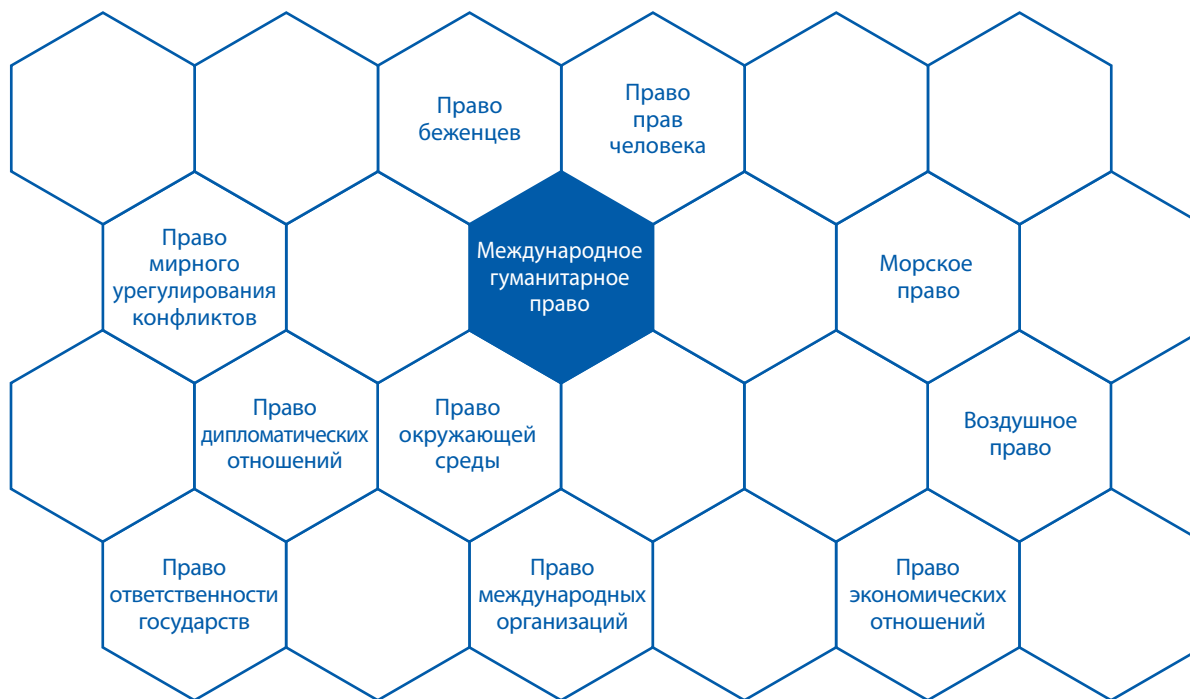 Право
беженцев
Право
прав
человека
Право
мирного
урегулирования
конфликтов
Международное
гуманитарное
право
Морское
право
Право
дипломатических
отношений
Право
окружающей
среды
Воздушное
право
Право
ответственности
государств
Право
международных
организаций
Право
экономических
отношений